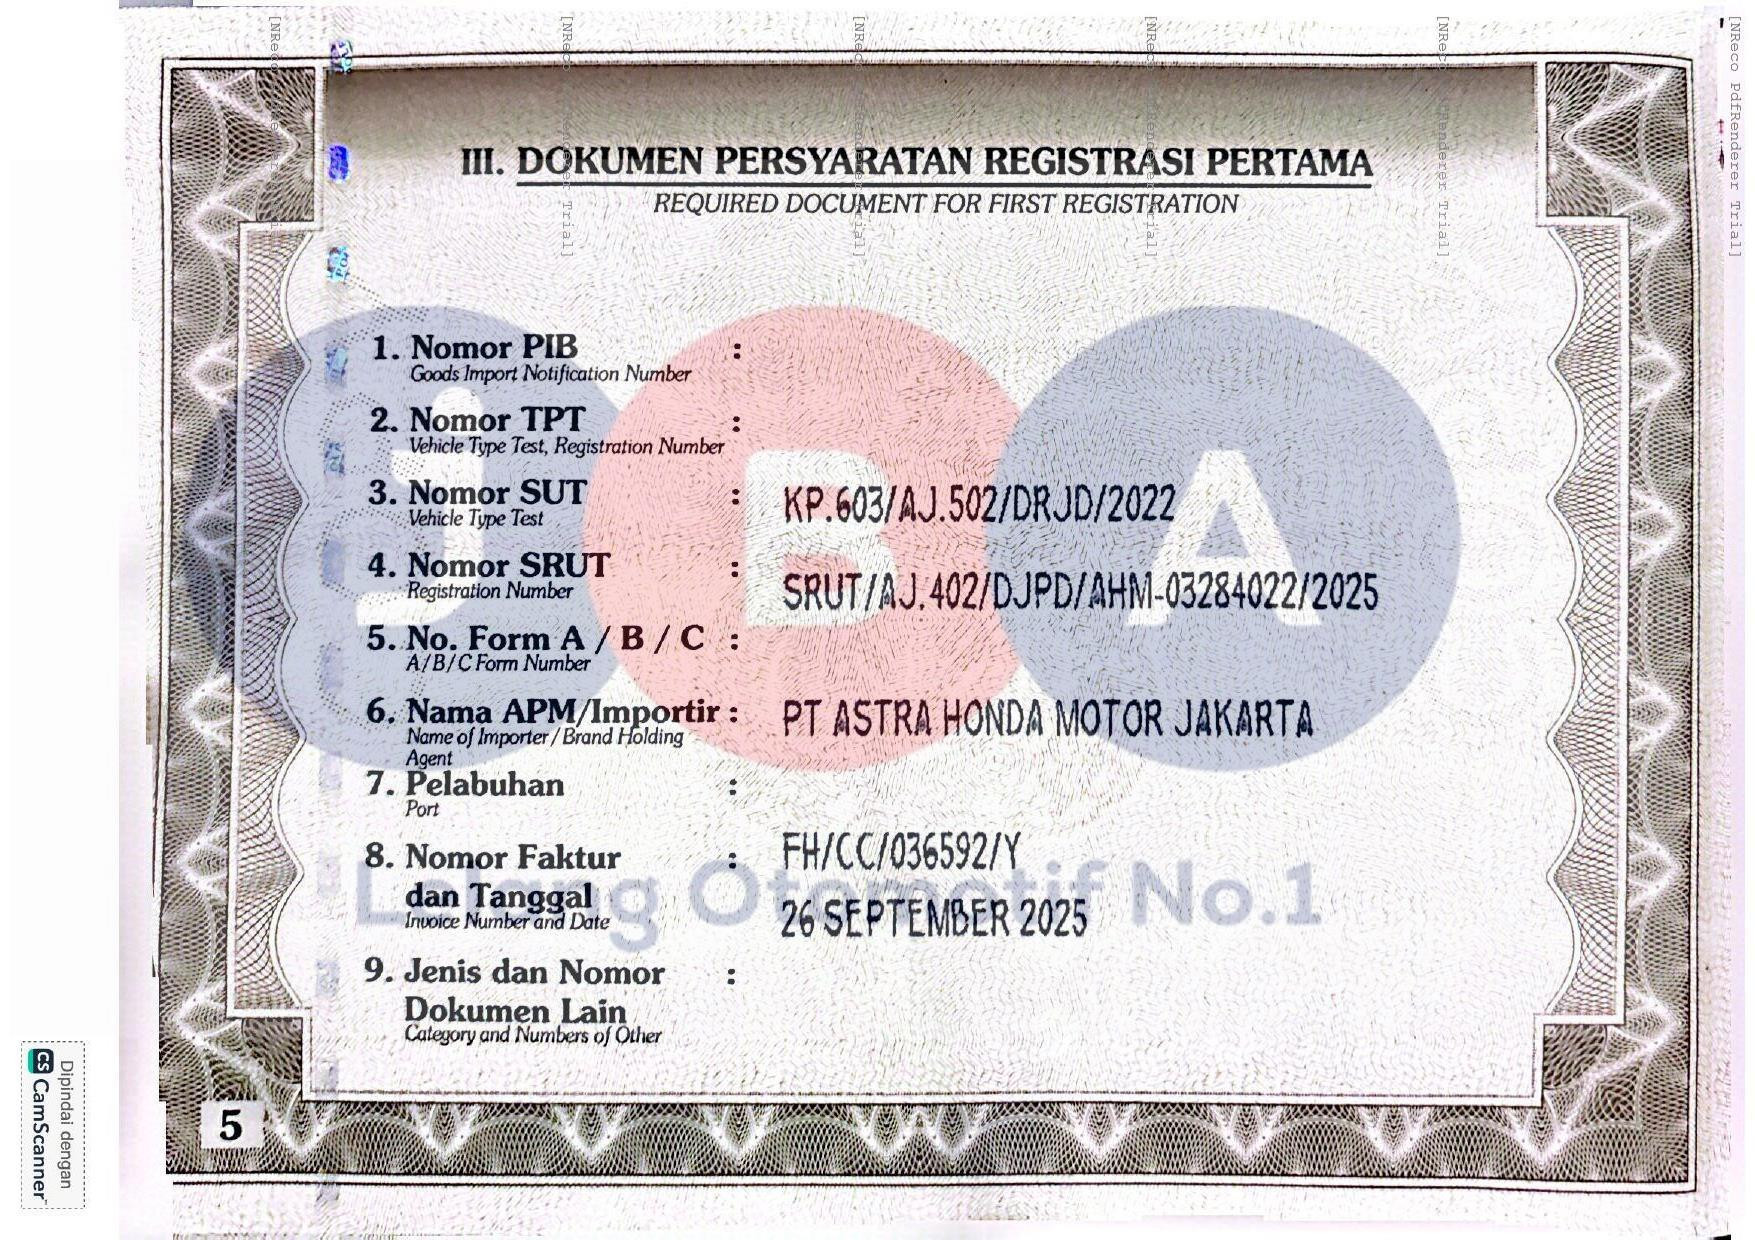 III. DOKUMEN PERSYARATAN REGISTRASI PERTAMA
REQUIRED DOCUMENT FOR FIRST REGISTRATION
1. Nomor PIB :
Goods Import Notification Number
2. Nomor TPT :
Vehicle Type Test, Registration Number
3. Nomor SUT : KP.603/AJ.502/DRJD/2022
Vehicle Type Test
4. Nomor SRUT : SRUT/AJ.402/DJPD/AHM-03284022/2025
Registration Number
5. No. Form A / B / C :
A/B/C Form Number
6. Nama APM/Importir : PT ASTRA HONDA MOTOR JAKARTA
Name of Importer/Brand Holding
Agent
7. Pelabuhan :
Port
8. Nomor Faktur : FH/CC/036592/Y
dan Tanggal 26 SEPTEMBER 2025
Invoice Number and Date
9. Jenis dan Nomor :
Dokumen Lain
Category and Numbers of Other
5
JBA
Lelang Otomotif No.1
Dipindai dengan
CS CamScanner
[NReco PdfRenderer Trial]